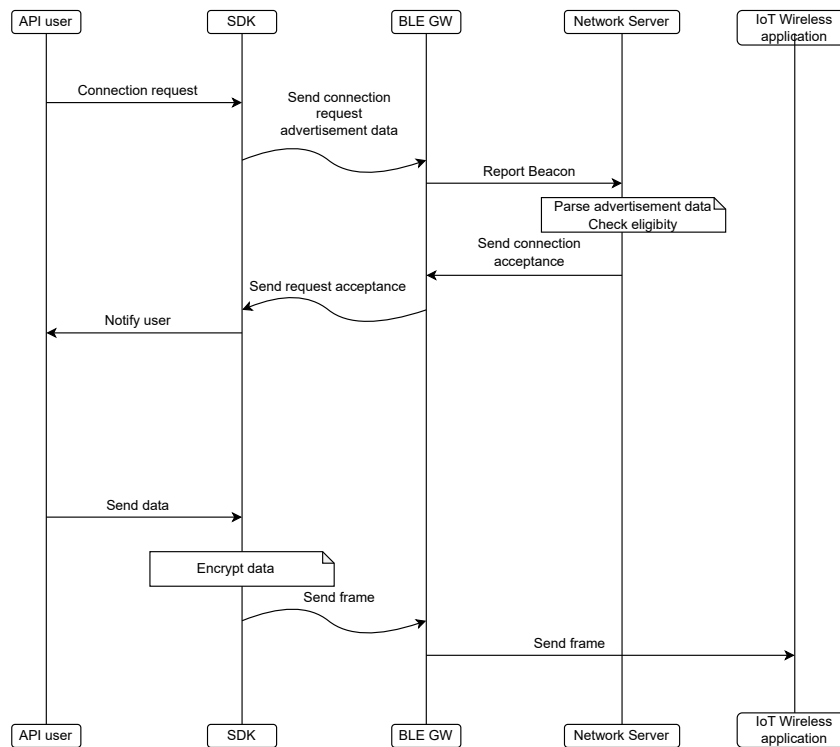 API user
SDK
BLE GW
Network Server
IoT Wireless
application
Connection request
Send connection
request
advertisement data
Report Beacon
Parse advertisement data
Check eligibity
Send connection
acceptance
Send request acceptance
Notify user
Send data
Encrypt data
Send frame
Send frame
API user
SDK
BLE GW
Network Server
IoT Wireless
application